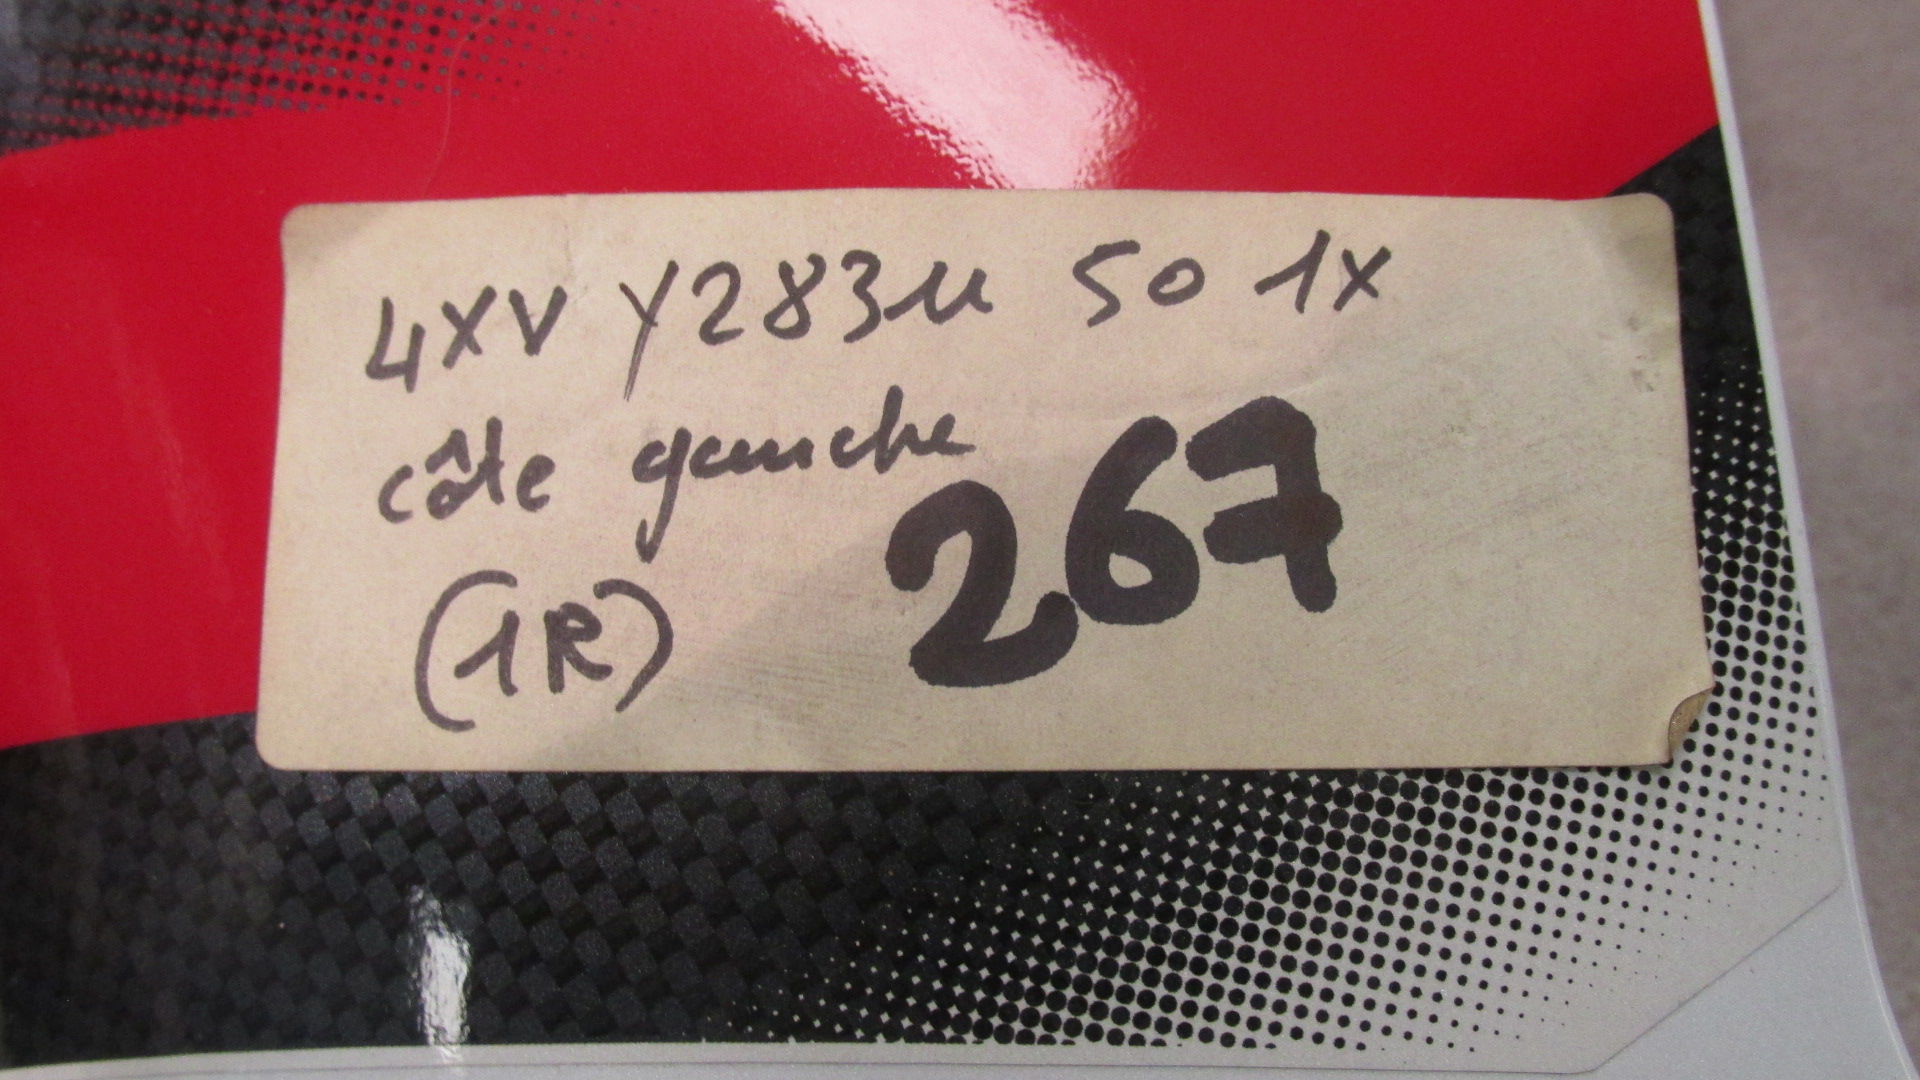 4XV Y283U 50 1X
côte gauche
267
(1R)